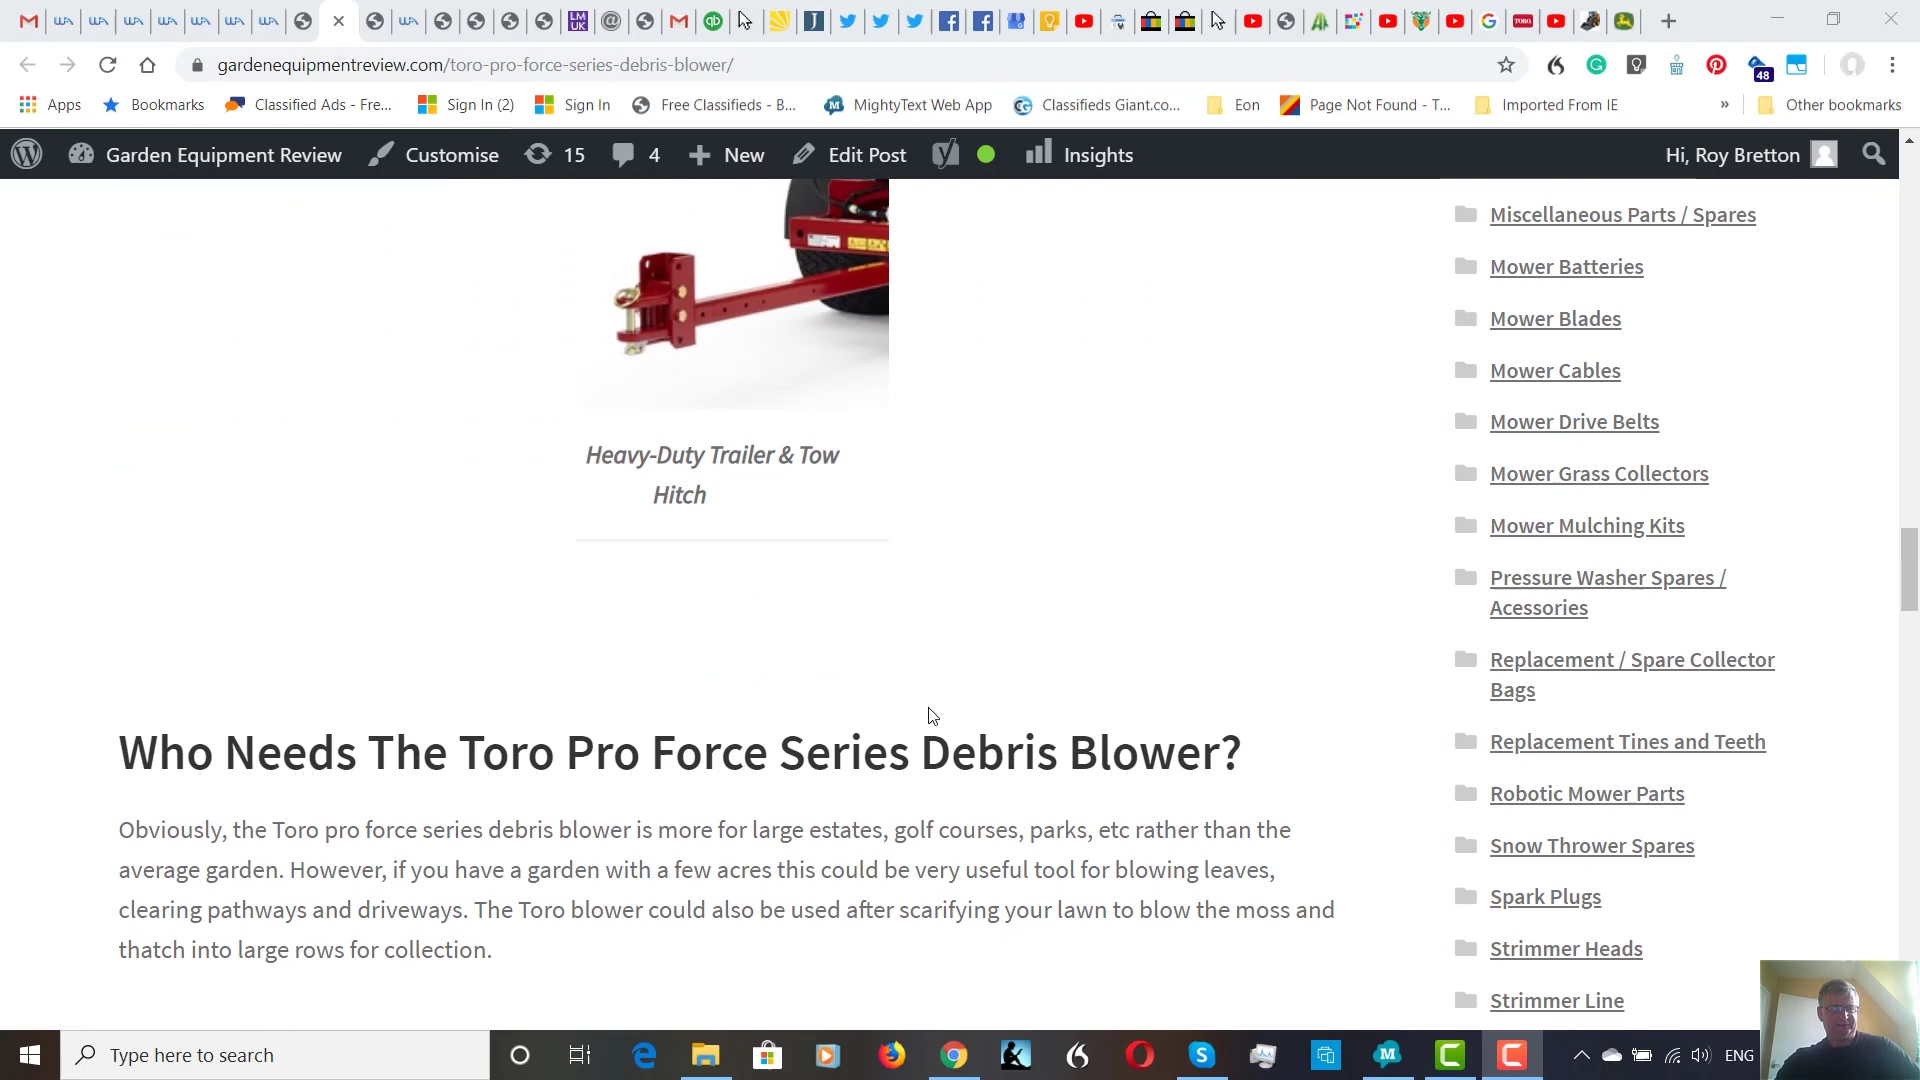 gardenequipmentreview.com/toro-pro-force-series-debris-blower/
48
Apps
Bookmarks
Classified Ads - Fre...
Sign In (2)
Sign In
Free Classifieds - B...
MightyText Web App
Classifieds Giant.co...
Eon
Page Not Found - T...
Imported From IE
»
Other bookmarks
Garden Equipment Review
Customise
15
4
New
Edit Post
Insights
Hi, Roy Bretton
Heavy-Duty Trailer & Tow
Hitch
Who Needs The Toro Pro Force Series Debris Blower?
Obviously, the Toro pro force series debris blower is more for large estates, golf courses, parks, etc rather than the
average garden. However, if you have a garden with a few acres this could be very useful tool for blowing leaves,
clearing pathways and driveways. The Toro blower could also be used after scarifying your lawn to blow the moss and
thatch into large rows for collection.
Miscellaneous Parts / Spares
Mower Batteries
Mower Blades
Mower Cables
Mower Drive Belts
Mower Grass Collectors
Mower Mulching Kits
Pressure Washer Spares /
Acessories
Replacement / Spare Collector
Bags
Replacement Tines and Teeth
Robotic Mower Parts
Snow Thrower Spares
Spark Plugs
Strimmer Heads
Strimmer Line
Type here to search
ENG